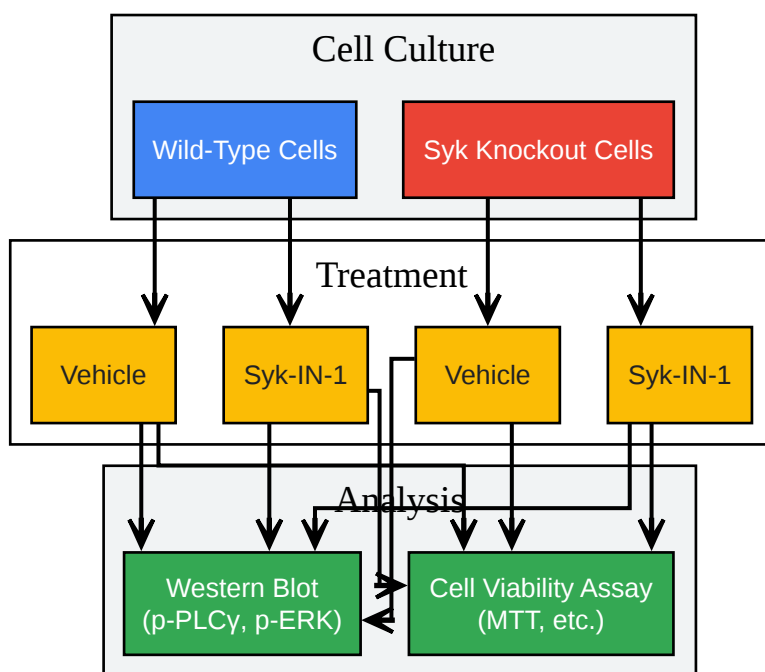 Cell Culture
Wild-Type Cells
Syk Knockout Cells
Treatment
Vehicle
Syk-IN-1
Vehicle
Syk-IN-1
Analysis
Western Blot
(p-PLCγ, p-ERK)
Cell Viability Assay
(MTT, etc.)